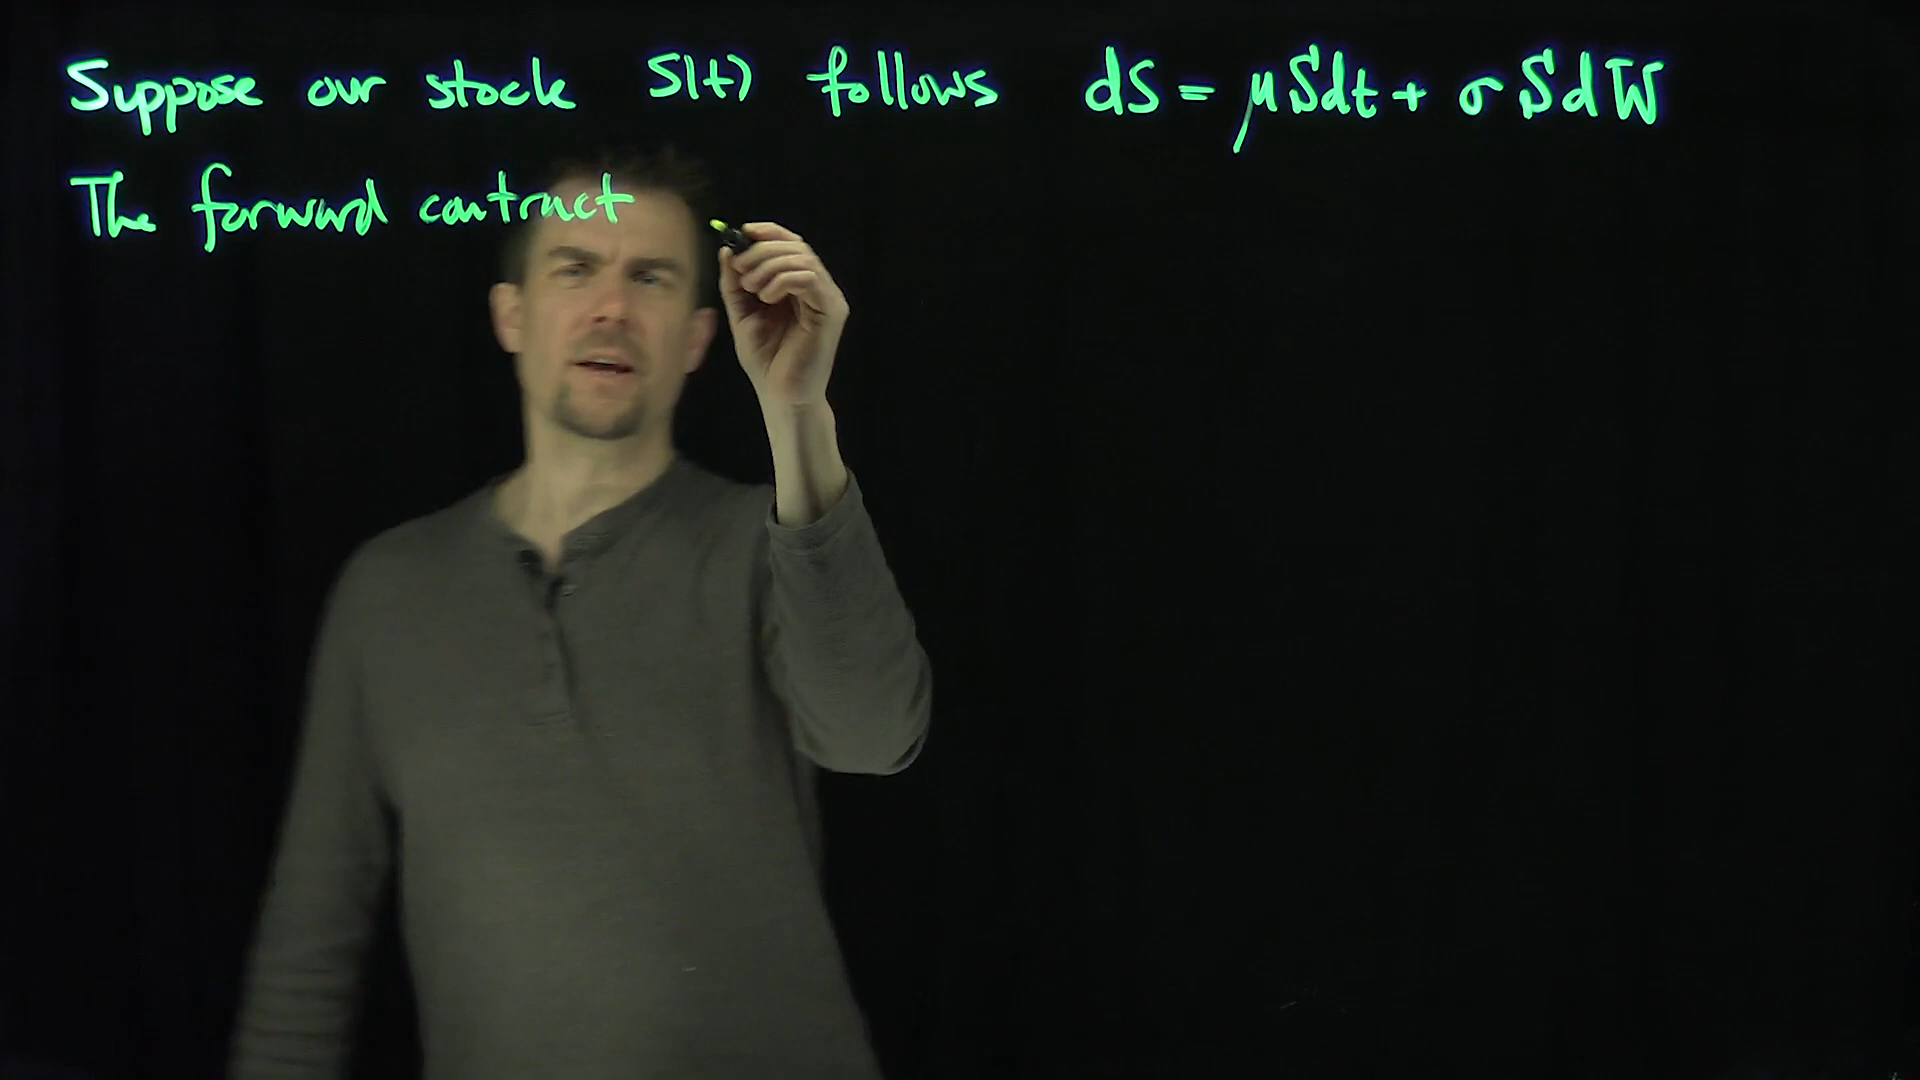 Suppose our stock S(t) follows dS = μSdt + σSdW
The forward contract